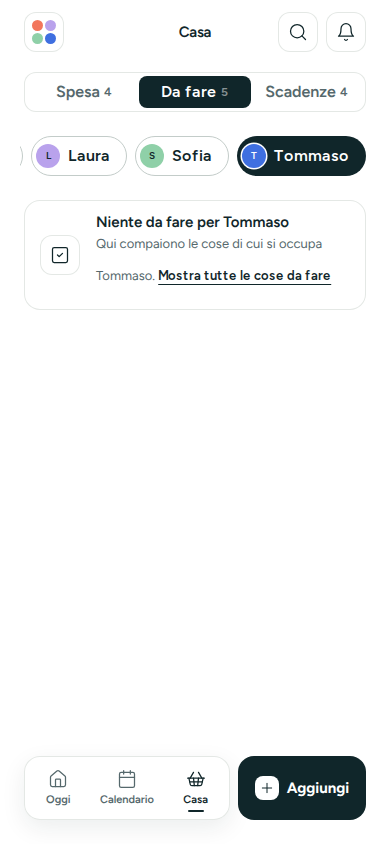 Casa
Spesa 4
Da fare 5
Scadenze 4
L Laura
S Sofia
T Tommaso
Niente da fare per Tommaso
Qui compaiono le cose di cui si occupa
Tommaso. Mostra tutte le cose da fare
Oggi
Calendario
Casa
Aggiungi